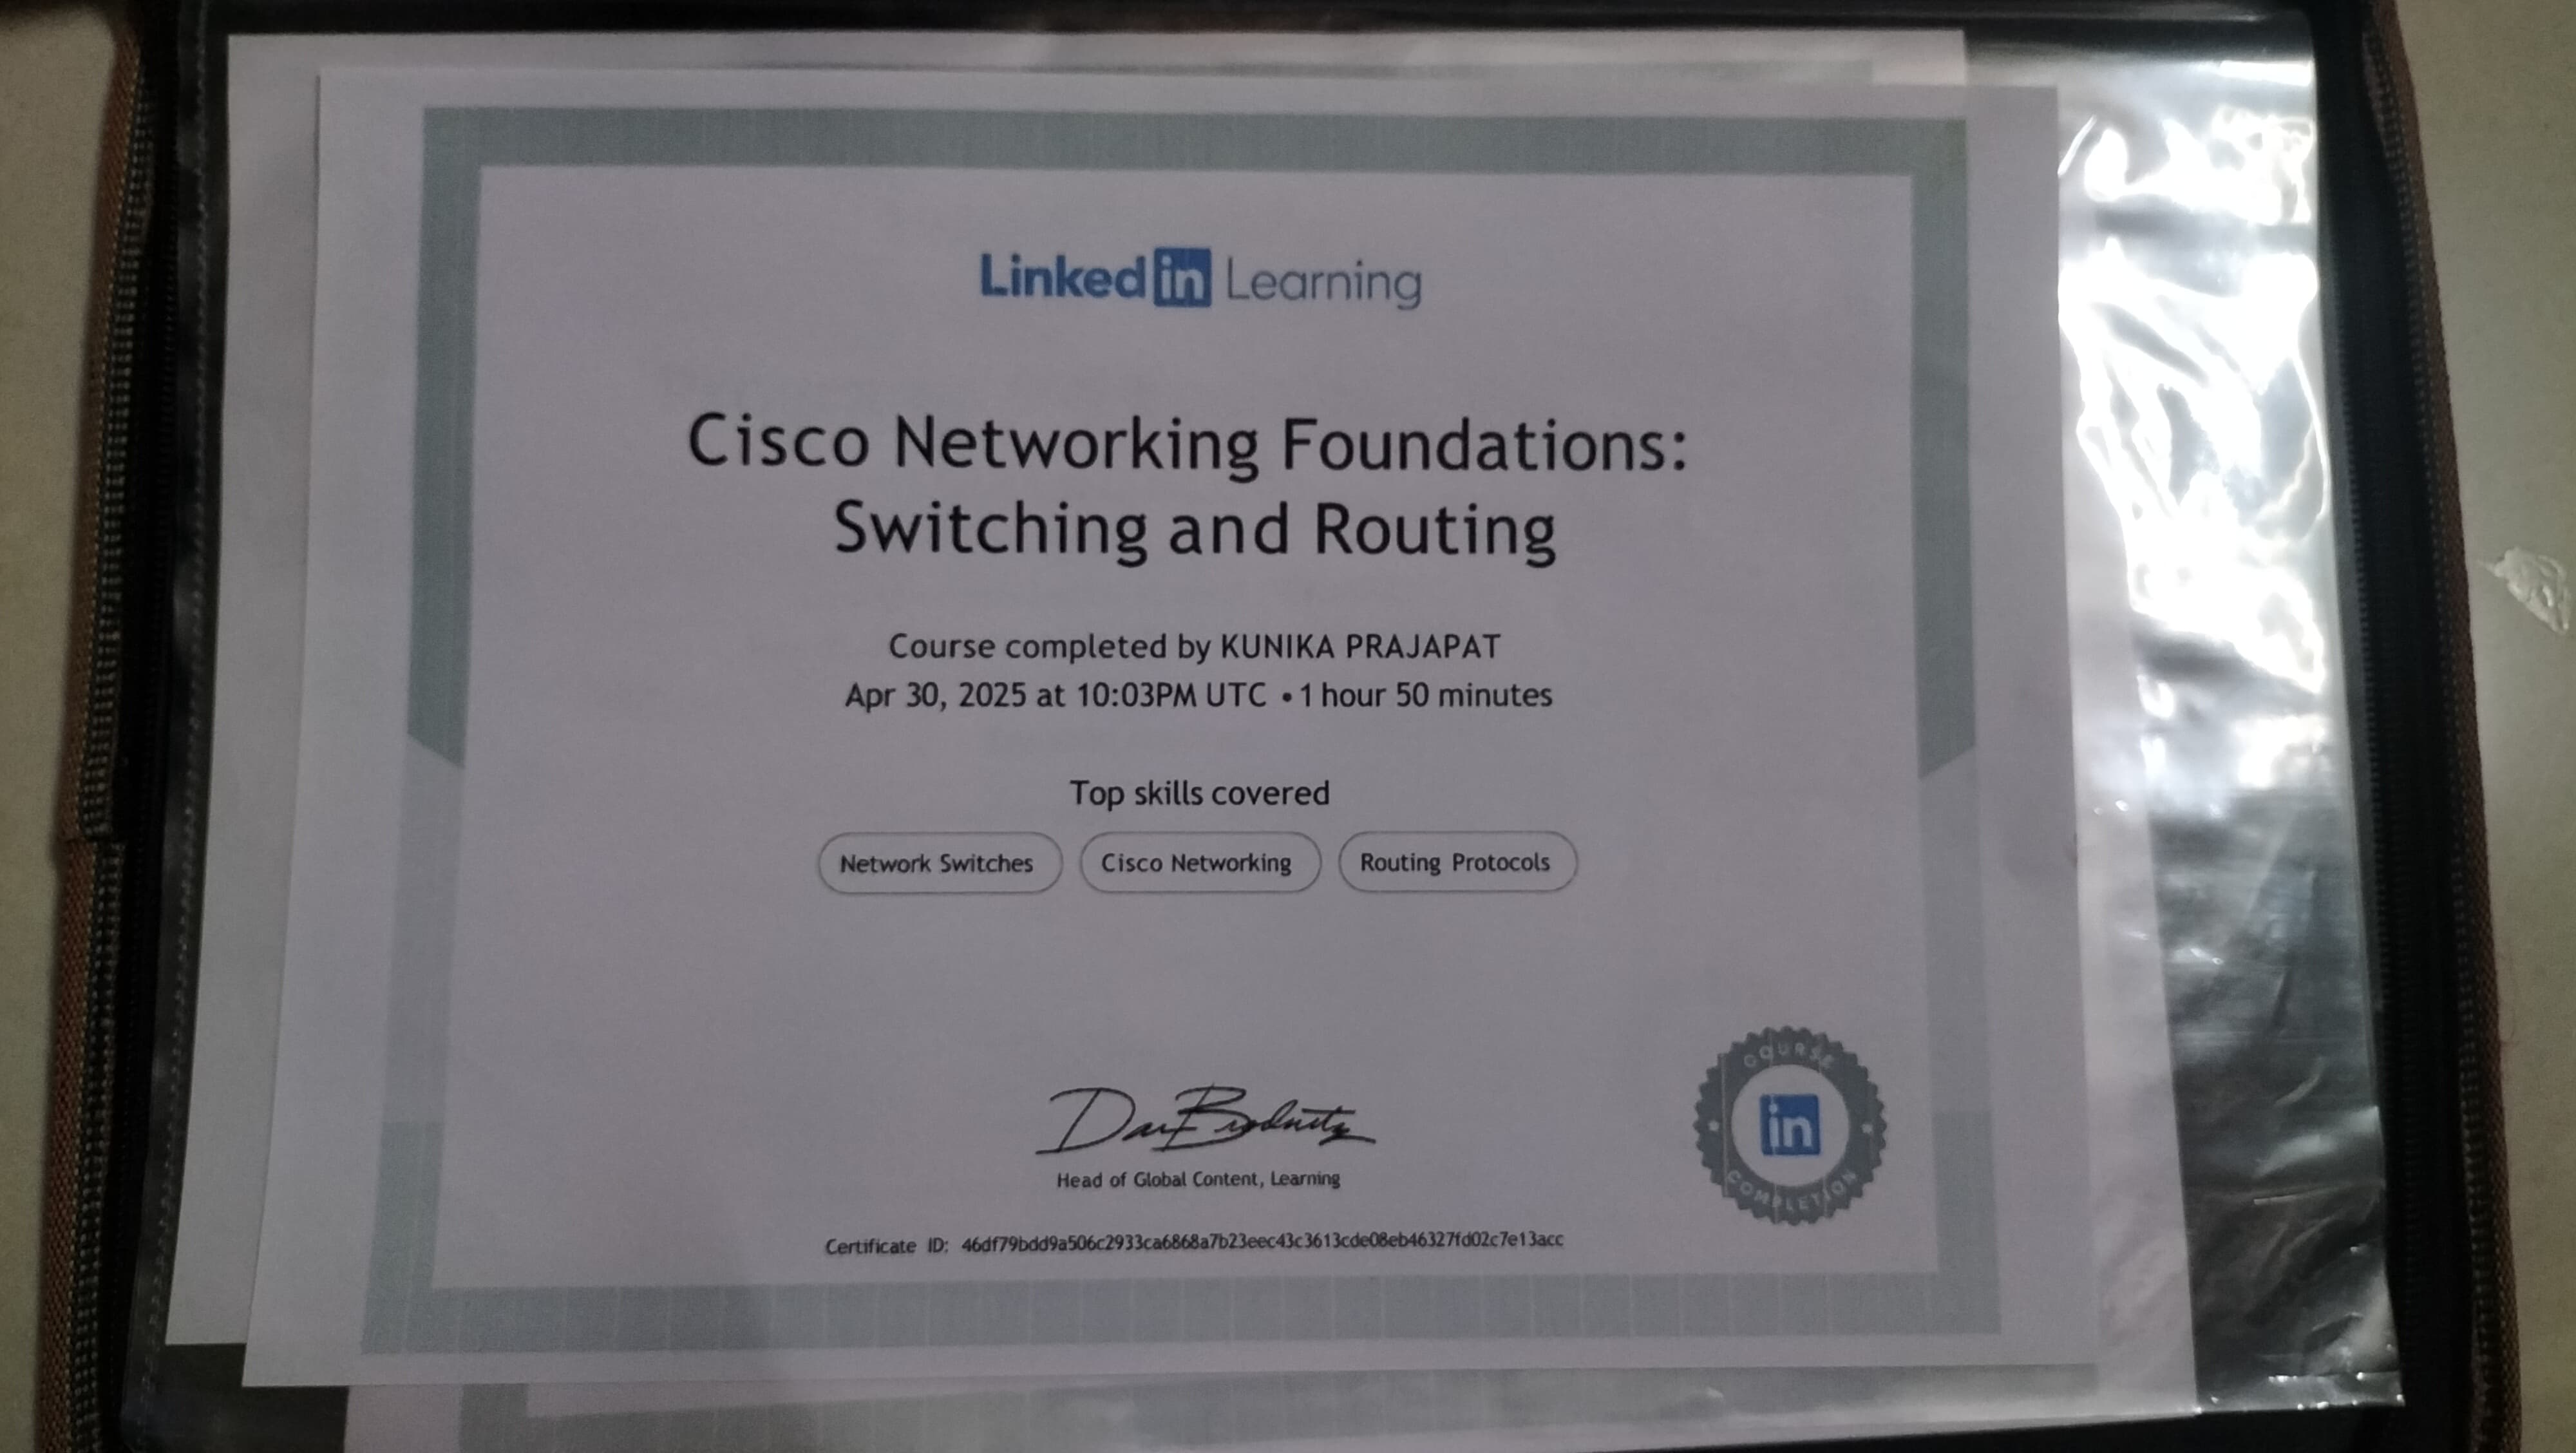 LinkedIn Learning
Cisco Networking Foundations:
Switching and Routing
Course completed by KUNIKA PRAJAPAT
Apr 30, 2025 at 10:03PM UTC • 1 hour 50 minutes
Top skills covered
Network Switches
Cisco Networking
Routing Protocols
Head of Global Content, Learning
COURSE
in
COMPLETION
Certificate ID: 46df79bdd9a506c2933ca6868a7b23eec43c3613cde08eb46327fd02c7e13acc